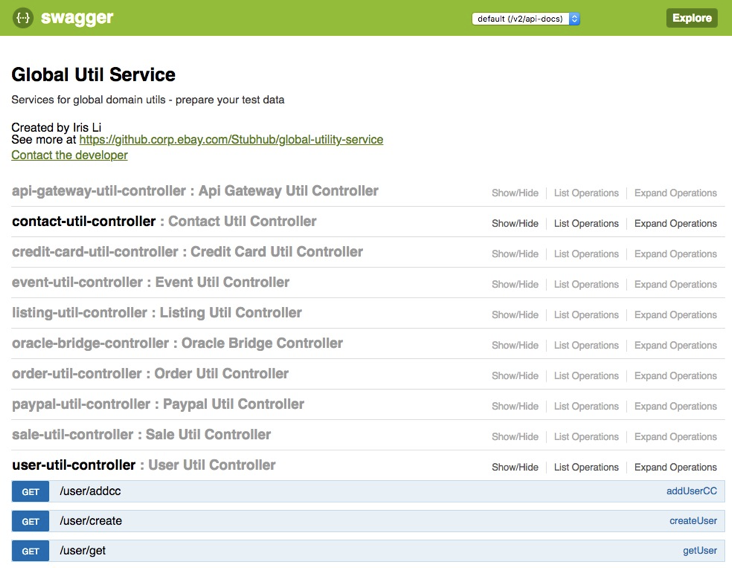 {···} swagger default (/v2/api-docs) Explore
Global Util Service
Services for global domain utils - prepare your test data
Created by Iris Li
See more at https://github.corp.ebay.com/Stubhub/global-utility-service
Contact the developer
api-gateway-util-controller : Api Gateway Util Controller Show/Hide List Operations Expand Operations
contact-util-controller : Contact Util Controller Show/Hide List Operations Expand Operations
credit-card-util-controller : Credit Card Util Controller Show/Hide List Operations Expand Operations
event-util-controller : Event Util Controller Show/Hide List Operations Expand Operations
listing-util-controller : Listing Util Controller Show/Hide List Operations Expand Operations
oracle-bridge-controller : Oracle Bridge Controller Show/Hide List Operations Expand Operations
order-util-controller : Order Util Controller Show/Hide List Operations Expand Operations
paypal-util-controller : Paypal Util Controller Show/Hide List Operations Expand Operations
sale-util-controller : Sale Util Controller Show/Hide List Operations Expand Operations
user-util-controller : User Util Controller Show/Hide List Operations Expand Operations
GET /user/addcc addUserCC
GET /user/create createUser
GET /user/get getUser